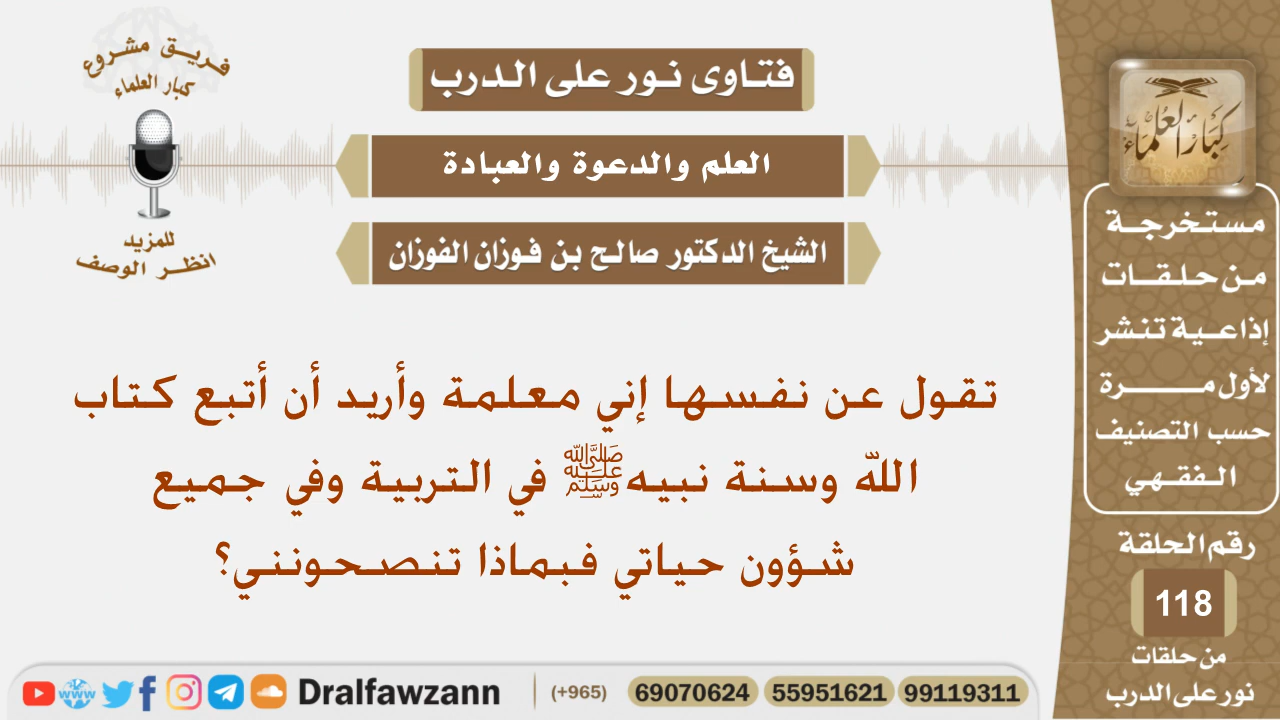 فريق مشروع
كبار العلماء
للمزيد
انظر الوصف
فتاوى نور على الدرب
العلم والدعوة والعبادة
الشيخ الدكتور صالح بن فوزان الفوزان
تقول عن نفسها إني معلمة وأريد أن أتبع كتاب
الله وسنة نبيه ﷺ في التربية وفي جميع
شؤون حياتي فبماذا تنصحونني؟
كبار العلماء
مستخرجة
من حلقات
إذاعية تنشر
لأول مرة
حسب التصنيف
الفقهي
رقم الحلقة
118
من حلقات
نور على الدرب
www
Dralfawzann
(+965) 69070624 55951621 99119311